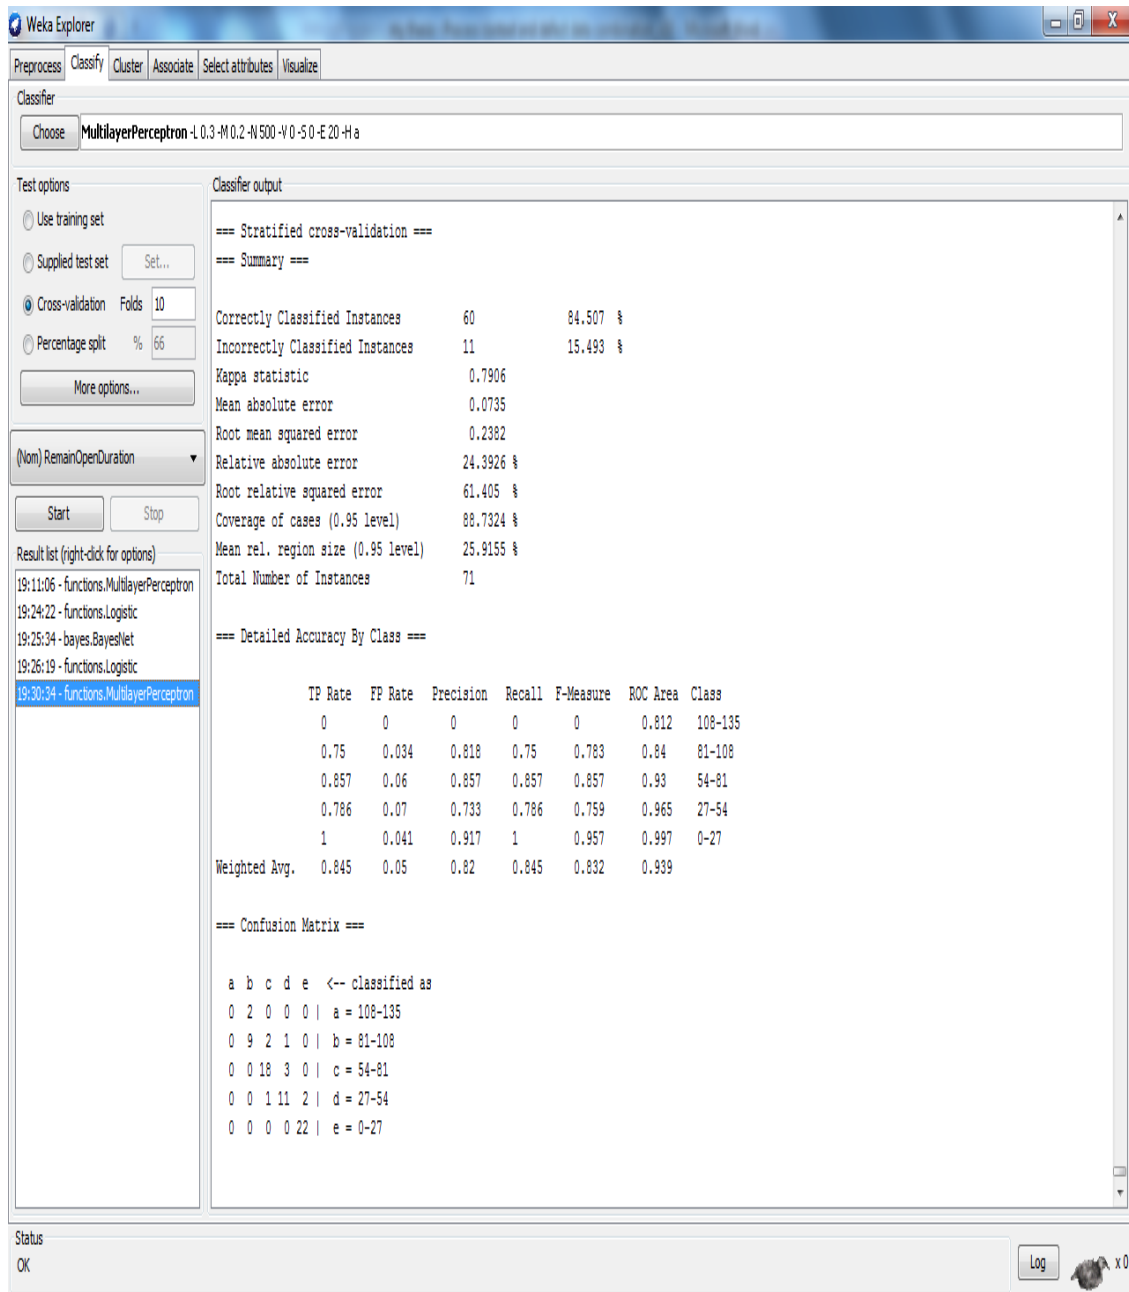 Weka Explorer
Preprocess Classify Cluster Associate Select attributes Visualize
Classifier
Choose MultilayerPerceptron -L 0.3 -M 0.2 -N 500 -V 0 -S 0 -E 20 -H a
Test options
Use training set
Supplied test set Set...
Cross-validation Folds 10
Percentage split % 66
More options...
(Nom) RemainOpenDuration
Start Stop
Result list (right-click for options)
19:11:06 - functions.MultilayerPerceptron
19:24:22 - functions.Logistic
19:25:34 - bayes.BayesNet
19:26:19 - functions.Logistic
19:30:34 - functions.MultilayerPerceptron
Classifier output
=== Stratified cross-validation ===
=== Summary ===
Correctly Classified Instances 60 84.507 %
Incorrectly Classified Instances 11 15.493 %
Kappa statistic 0.7906
Mean absolute error 0.0735
Root mean squared error 0.2382
Relative absolute error 24.3926 %
Root relative squared error 61.405 %
Coverage of cases (0.95 level) 88.7324 %
Mean rel. region size (0.95 level) 25.9155 %
Total Number of Instances 71
=== Detailed Accuracy By Class ===
TP Rate FP Rate Precision Recall F-Measure ROC Area Class
0 0 0 0 0 0.812 108-135
0.75 0.034 0.818 0.75 0.783 0.84 81-108
0.857 0.06 0.857 0.857 0.857 0.93 54-81
0.786 0.07 0.733 0.786 0.759 0.965 27-54
1 0.041 0.917 1 0.957 0.997 0-27
Weighted Avg. 0.845 0.05 0.82 0.845 0.832 0.939
=== Confusion Matrix ===
a b c d e <-- classified as
0 2 0 0 0 | a = 108-135
0 9 2 1 0 | b = 81-108
0 0 18 3 0 | c = 54-81
0 0 1 11 2 | d = 27-54
0 0 0 0 22 | e = 0-27
Status
OK
Log x 0